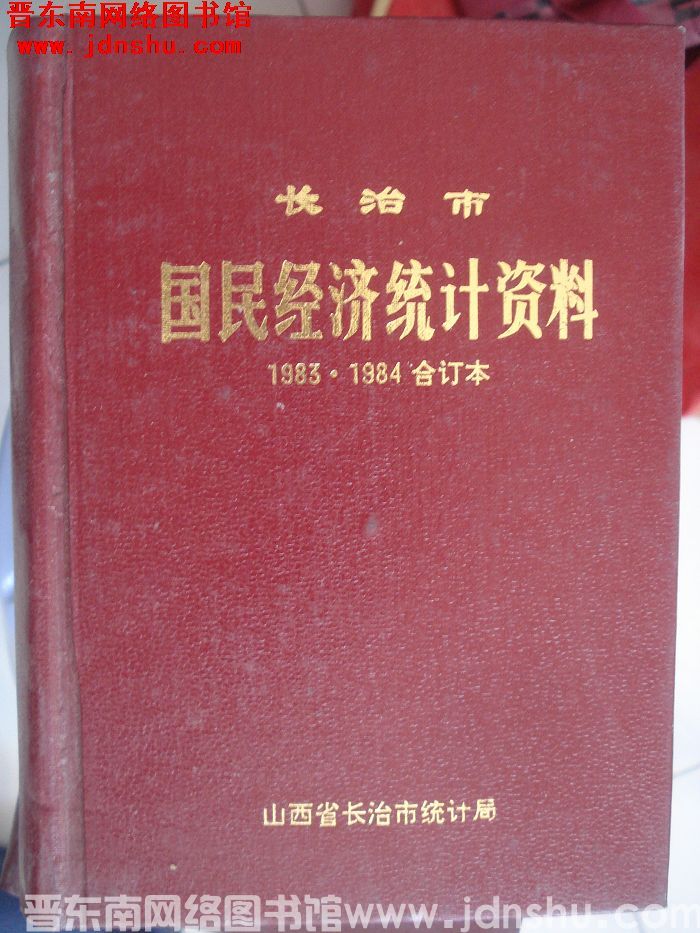 晋东南网络图书馆
www.jdnshu.com
长治市
国民经济统计资料
1983·1984合订本
山西省长治市统计局
晋东南网络图书馆www.jdnshu.com